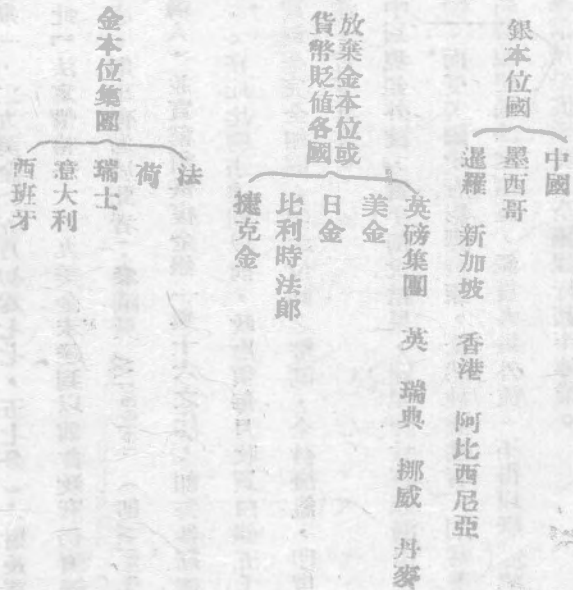 銀本位國
中國
墨西哥
暹羅 新加坡 香港 阿比西尼亞
放棄金本位或
貨幣貶値各國
英磅集團 英 瑞典 挪威 丹麥
美金
日金
比利時法郎
捷克金
金本位集團
法
荷
瑞士
意大利
西班牙